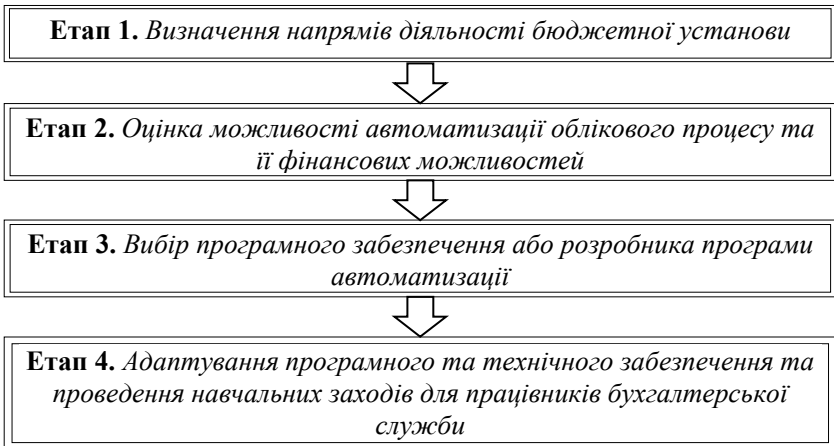 Етап 1. Визначення напрямів діяльності бюджетної установи
Етап 2. Оцінка можливості автоматизації облікового процесу та
її фінансових можливостей
Етап 3. Вибір програмного забезпечення або розробника програми
автоматизації
Етап 4. Адаптування програмного та технічного забезпечення та
проведення навчальних заходів для працівників бухгалтерської
служби